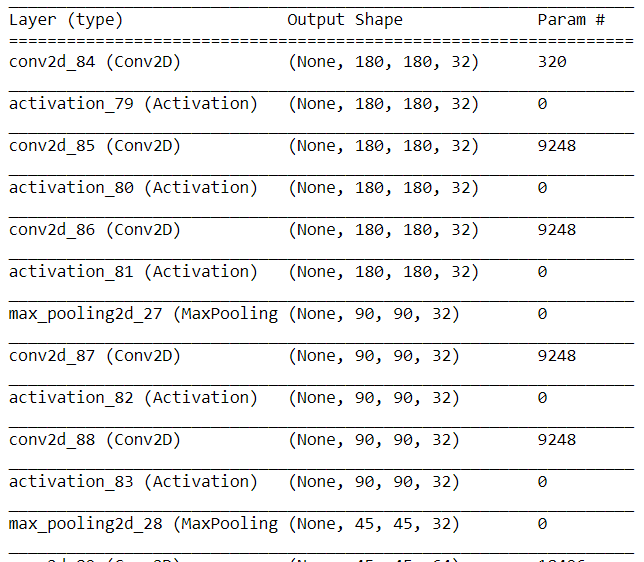 Layer (type) Output Shape Param #
conv2d_84 (Conv2D) (None, 180, 180, 32) 320
activation_79 (Activation) (None, 180, 180, 32) 0
conv2d_85 (Conv2D) (None, 180, 180, 32) 9248
activation_80 (Activation) (None, 180, 180, 32) 0
conv2d_86 (Conv2D) (None, 180, 180, 32) 9248
activation_81 (Activation) (None, 180, 180, 32) 0
max_pooling2d_27 (MaxPooling (None, 90, 90, 32) 0
conv2d_87 (Conv2D) (None, 90, 90, 32) 9248
activation_82 (Activation) (None, 90, 90, 32) 0
conv2d_88 (Conv2D) (None, 90, 90, 32) 9248
activation_83 (Activation) (None, 90, 90, 32) 0
max_pooling2d_28 (MaxPooling (None, 45, 45, 32) 0